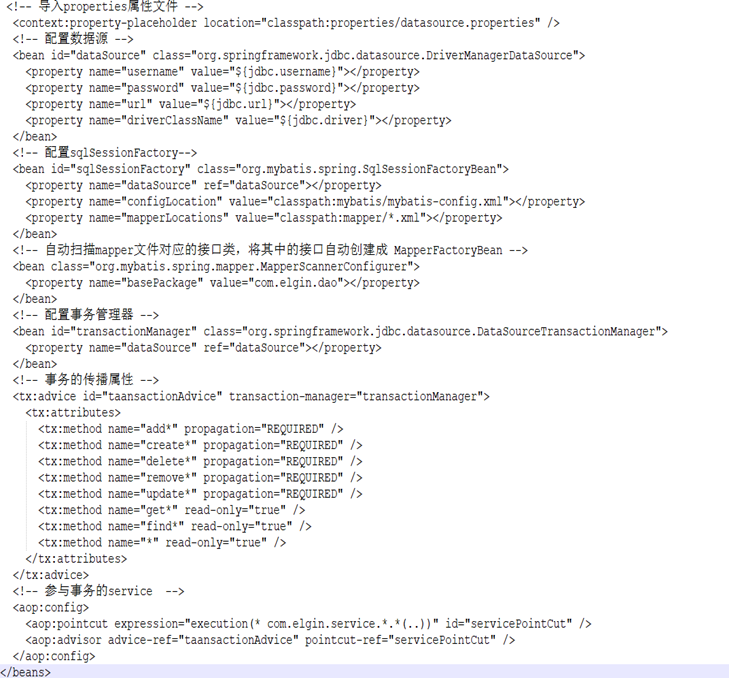 <!-- 导入properties属性文件 -->
<context:property-placeholder location="classpath:properties/datasource.properties" />
<!-- 配置数据源 -->
<bean id="dataSource" class="org.springframework.jdbc.datasource.DriverManagerDataSource">
<property name="username" value="${jdbc.username}"></property>
<property name="password" value="${jdbc.password}"></property>
<property name="url" value="${jdbc.url}"></property>
<property name="driverClassName" value="${jdbc.driver}"></property>
</bean>
<!-- 配置sqlSessionFactory-->
<bean id="sqlSessionFactory" class="org.mybatis.spring.SqlSessionFactoryBean">
<property name="dataSource" ref="dataSource"></property>
<property name="configLocation" value="classpath:mybatis/mybatis-config.xml"></property>
<property name="mapperLocations" value="classpath:mapper/*.xml"></property>
</bean>
<!-- 自动扫描mapper文件对应的接口类，将其中的接口自动创建成 MapperFactoryBean -->
<bean class="org.mybatis.spring.mapper.MapperScannerConfigurer">
<property name="basePackage" value="com.elgin.dao"></property>
</bean>
<!-- 配置事务管理器 -->
<bean id="transactionManager" class="org.springframework.jdbc.datasource.DataSourceTransactionManager">
<property name="dataSource" ref="dataSource"></property>
</bean>
<!-- 事务的传播属性 -->
<tx:advice id="taansactionAdvice" transaction-manager="transactionManager">
<tx:attributes>
<tx:method name="add*" propagation="REQUIRED" />
<tx:method name="create*" propagation="REQUIRED" />
<tx:method name="delete*" propagation="REQUIRED" />
<tx:method name="remove*" propagation="REQUIRED" />
<tx:method name="update*" propagation="REQUIRED" />
<tx:method name="get*" read-only="true" />
<tx:method name="find*" read-only="true" />
<tx:method name="*" read-only="true" />
</tx:attributes>
</tx:advice>
<!-- 参与事务的service  -->
<aop:config>
<aop:pointcut expression="execution(* com.elgin.service.*.*(..))" id="servicePointCut" />
<aop:advisor advice-ref="taansactionAdvice" pointcut-ref="servicePointCut" />
</aop:config>
</beans>